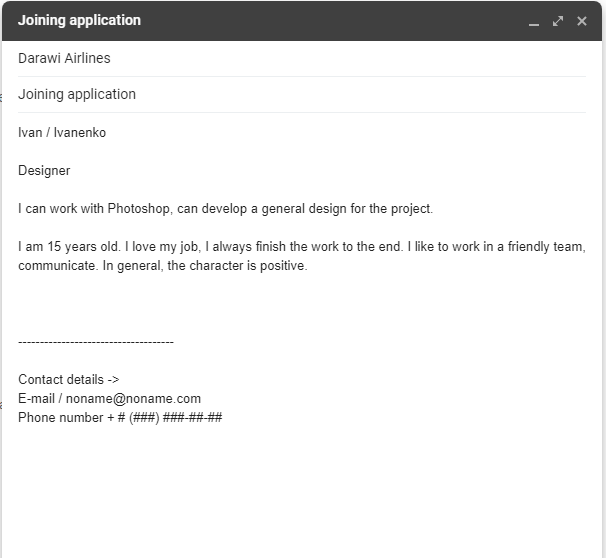 Joining application
Darawi Airlines
Joining application
Ivan / Ivanenko
Designer
I can work with Photoshop, can develop a general design for the project.
I am 15 years old. I love my job, I always finish the work to the end. I like to work in a friendly team,
communicate. In general, the character is positive.
------------------------------------
Contact details ->
E-mail / noname@noname.com
Phone number + # (###) ###-##-##